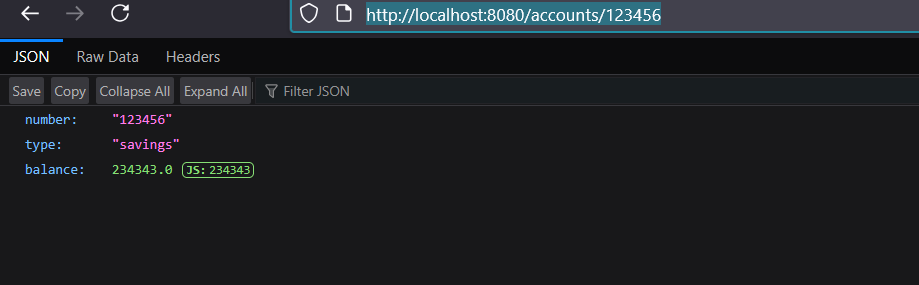 http://localhost:8080/accounts/123456
JSON Raw Data Headers
Save Copy Collapse All Expand All Filter JSON
number: "123456"
type: "savings"
balance: 234343.0 JS: 234343